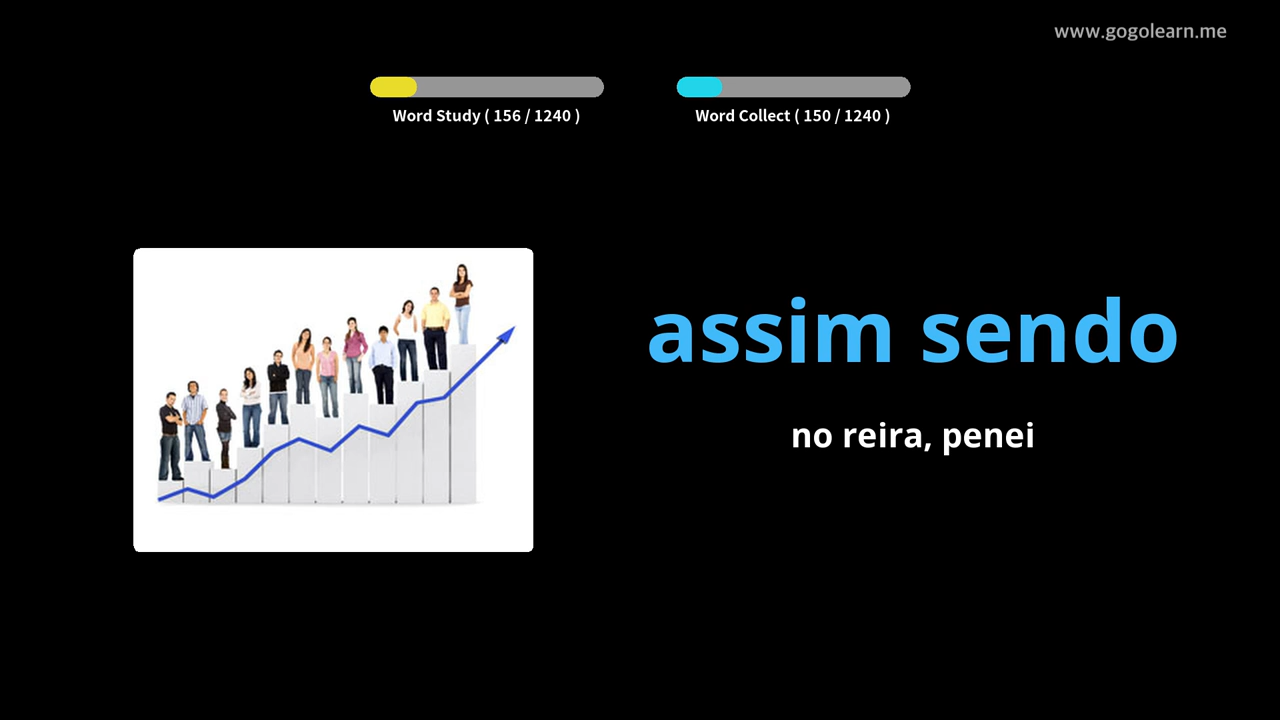 www.gogolearn.me
Word Study ( 156 / 1240 )
Word Collect ( 150 / 1240 )
assim sendo
no reira, penei